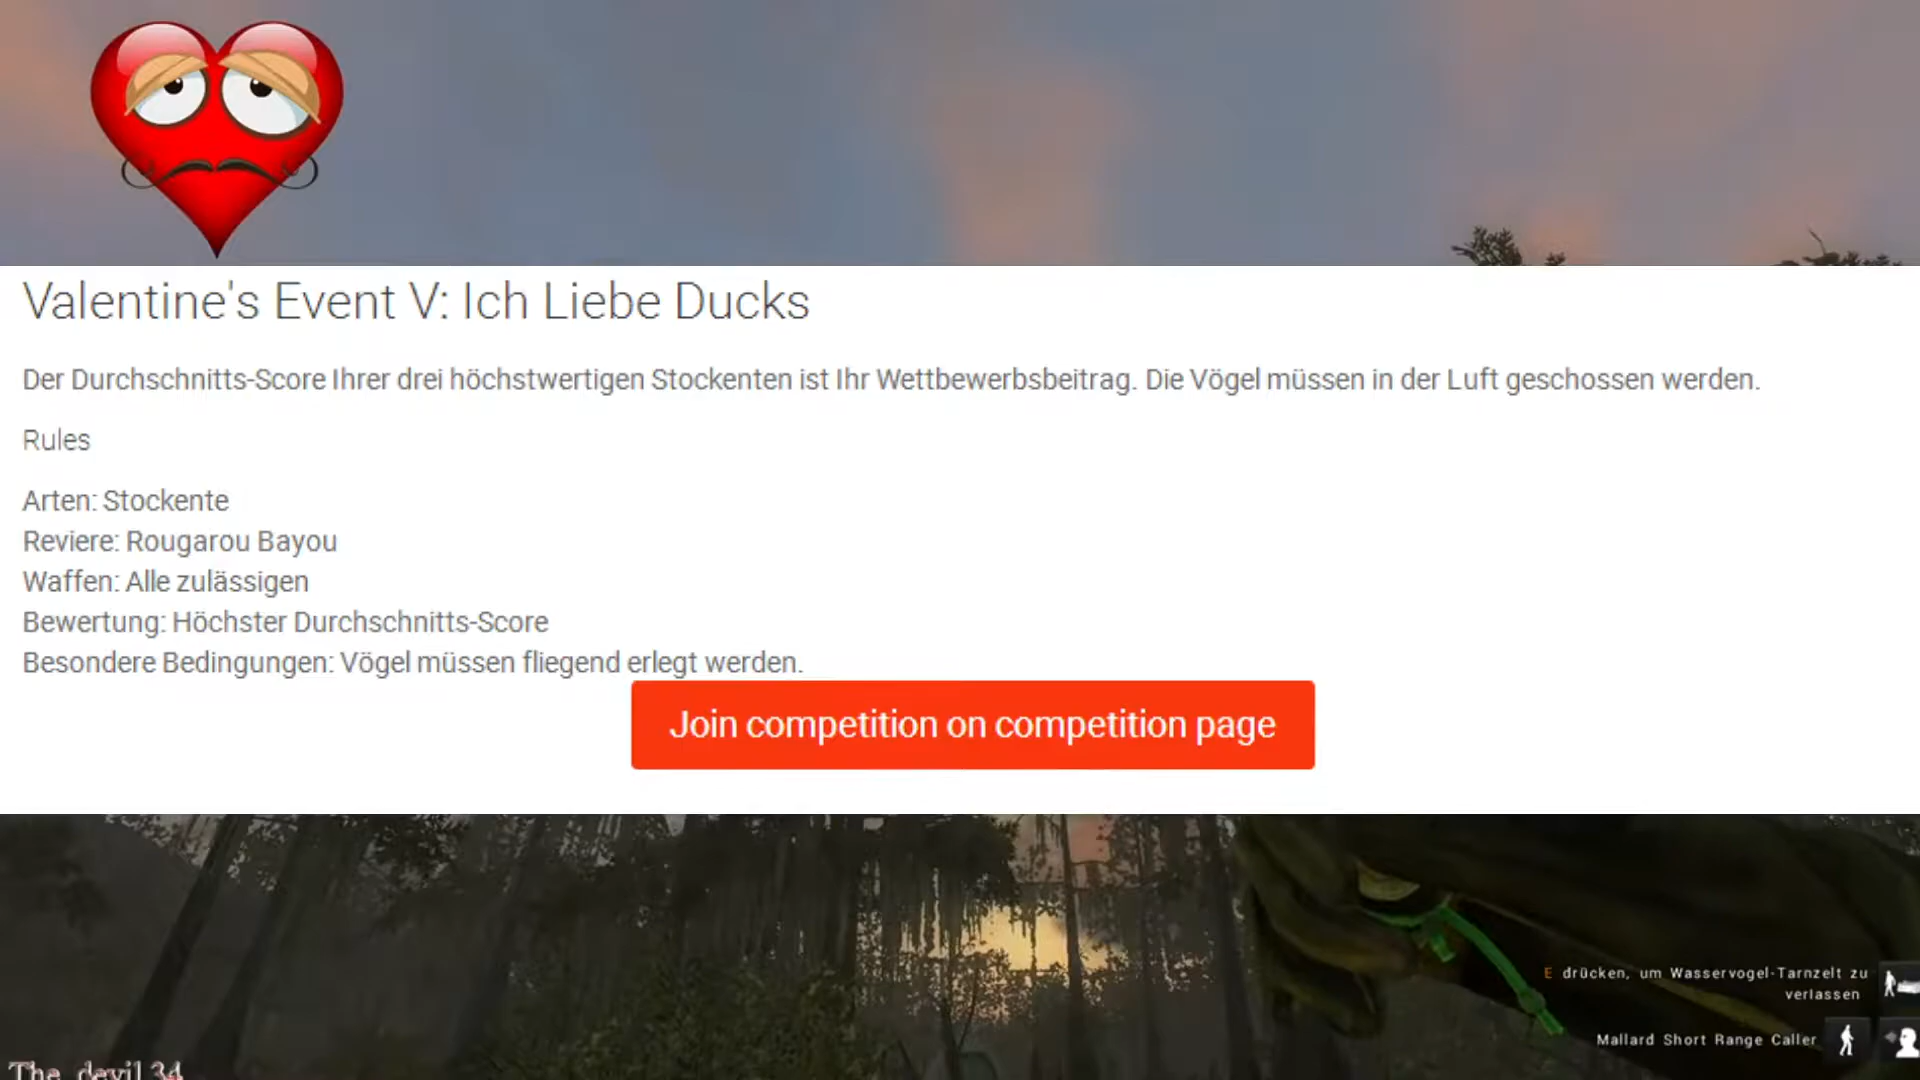 Valentine's Event V: Ich Liebe Ducks
Der Durchschnitts-Score Ihrer drei höchstwertigen Stockenten ist Ihr Wettbewerbsbeitrag. Die Vögel müssen in der Luft geschossen werden.
Rules
Arten: Stockente
Reviere: Rougarou Bayou
Waffen: Alle zulässigen
Bewertung: Höchster Durchschnitts-Score
Besondere Bedingungen: Vögel müssen fliegend erlegt werden.
Join competition on competition page
E drücken, um Wasservogel-Tarnzelt zu
verlassen
Mallard Short Range Caller
The_devil 34